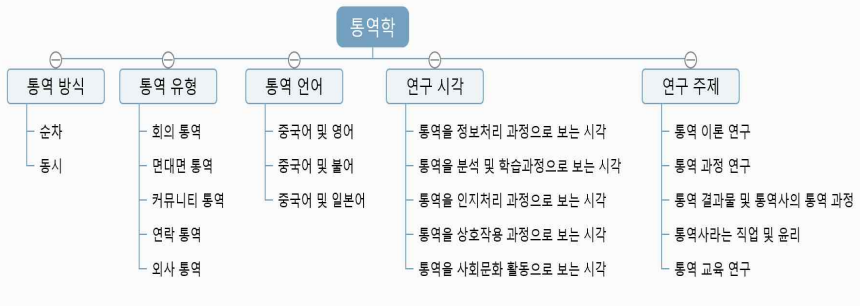 통역학
통역 방식
순차
동시
통역 유형
회의 통역
면대면 통역
커뮤니티 통역
연락 통역
외사 통역
통역 언어
중국어 및 영어
중국어 및 불어
중국어 및 일본어
연구 시각
통역을 정보처리 과정으로 보는 시각
통역을 분석 및 학습과정으로 보는 시각
통역을 인지처리 과정으로 보는 시각
통역을 상호작용 과정으로 보는 시각
통역을 사회문화 활동으로 보는 시각
연구 주제
통역 이론 연구
통역 과정 연구
통역 결과물 및 통역사의 통역 과정
통역사라는 직업 및 윤리
통역 교육 연구